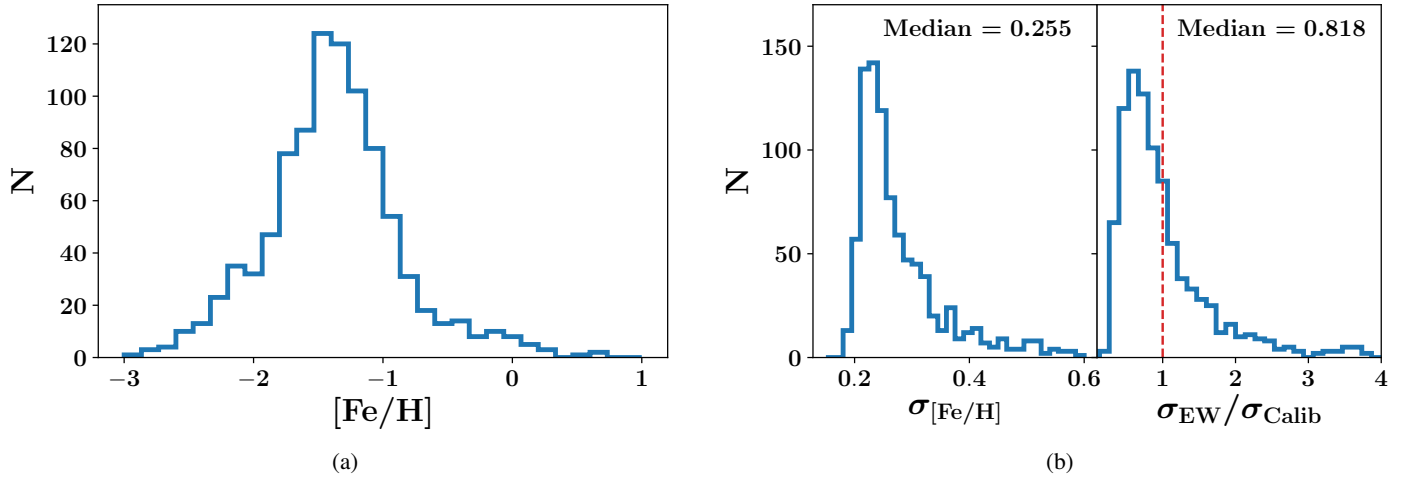 N
120
100
80
60
40
20
0
−3
−2
−1
0
1
[Fe/H]
(a)
Median = 0.255
Median = 0.818
N
150
100
50
0
0.2
0.4
0.6
1
2
3
4
σ[Fe/H]
σEW/σCalib
(b)